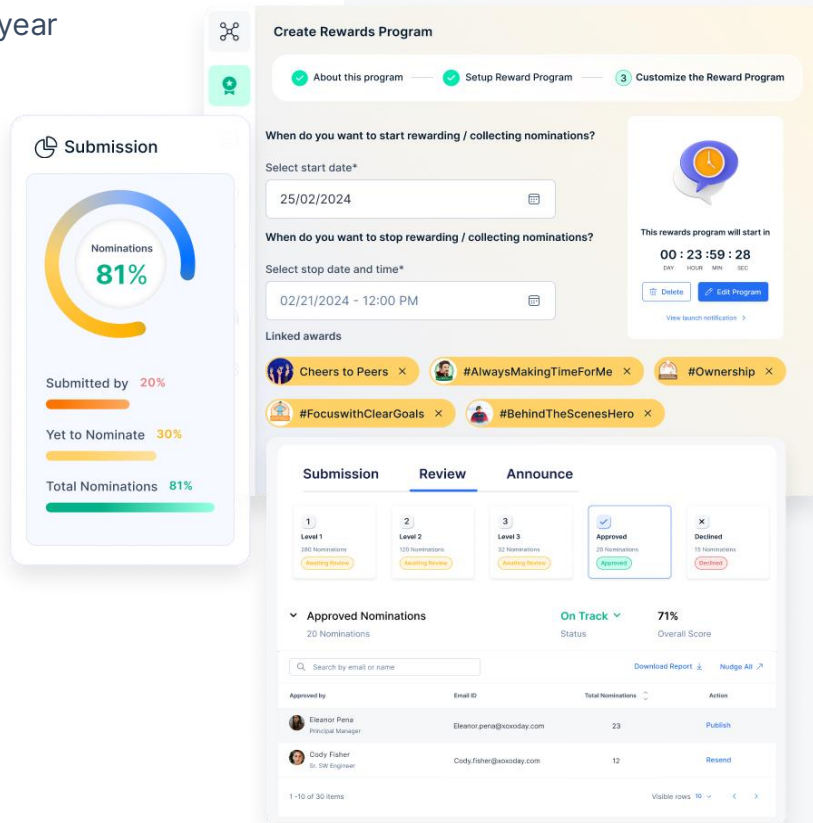 year
Create Rewards Program
About this program
Setup Reward Program
3 Customize the Reward Program
Submission
Nominations
81%
Submitted by 20%
Yet to Nominate 30%
Total Nominations 81%
When do you want to start rewarding / collecting nominations?
Select start date*
25/02/2024
When do you want to stop rewarding / collecting nominations?
Select stop date and time*
02/21/2024 - 12:00 PM
This rewards program will start in
00 : 23 :59 : 28
DAY HOUR MIN SEC
Delete
Edit Program
View launch notification >
Linked awards
Cheers to Peers ×
#AlwaysMakingTimeForMe ×
#Ownership ×
#FocuswithClearGoals ×
#BehindTheScenesHero ×
Submission Review Announce
1
Level 1
280 Nominations
Awaiting Review
2
Level 2
120 Nominations
Awaiting Review
3
Level 3
32 Nominations
Awaiting Review
Approved
20 Nominations
Approved
Declined
15 Nominations
Declined
Approved Nominations
20 Nominations
On Track
Status
71%
Overall Score
Search by email or name
Download Report
Nudge All
Approved by Email ID Total Nominations Action
Eleanor Pena
Principal Manager
Eleanor.pena@xoxoday.com 23 Publish
Cody Fisher
Sr. SW Engineer
Cody.fisher@xoxoday.com 12 Resend
1 -10 of 30 items
Visible rows 10